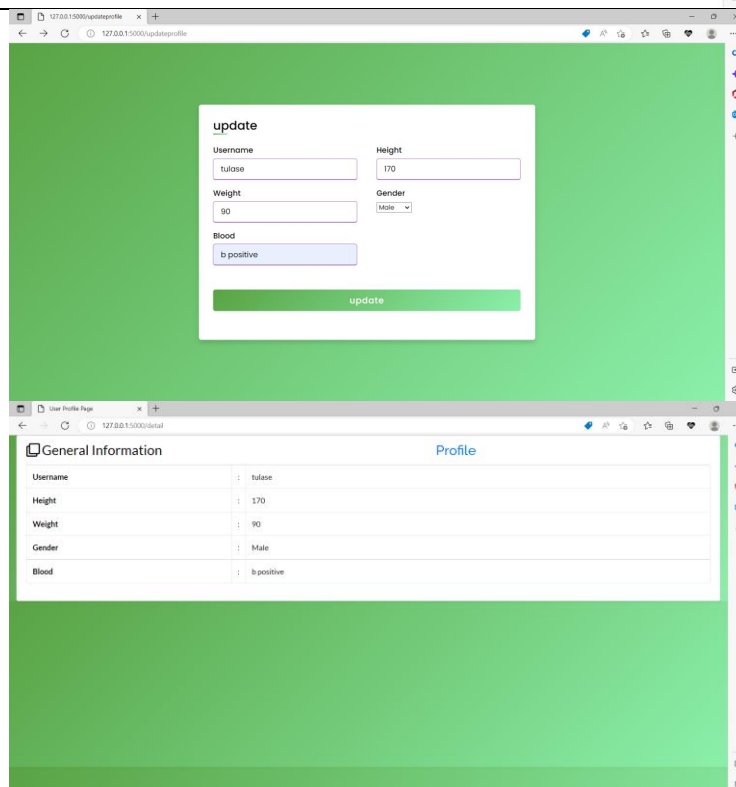 127.0.0.1:5000/updateprofile
127.0.0.1:5000/updateprofile
update
Username Height
tulase 170
Weight Gender
90 Male
Blood
b positive
update
User Profile Page
127.0.0.1:5000/detail
General Information Profile
Username : tulase
Height : 170
Weight : 90
Gender : Male
Blood : b positive